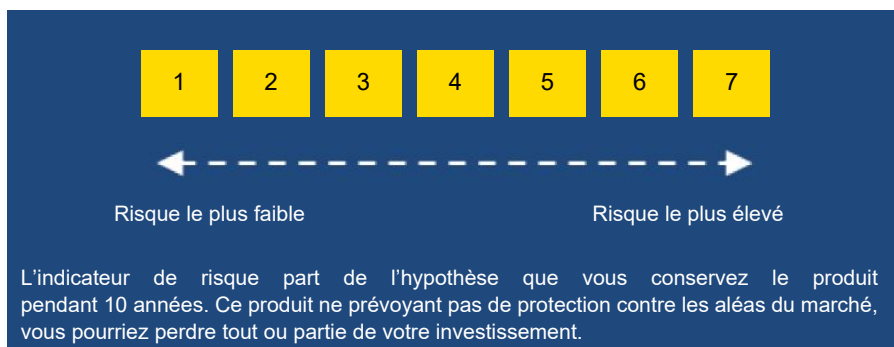 1 2 3 4 5 6 7
Risque le plus faible Risque le plus élevé
L’indicateur de risque part de l’hypothèse que vous conservez le produit
pendant 10 années. Ce produit ne prévoyant pas de protection contre les aléas du marché,
vous pourriez perdre tout ou partie de votre investissement.